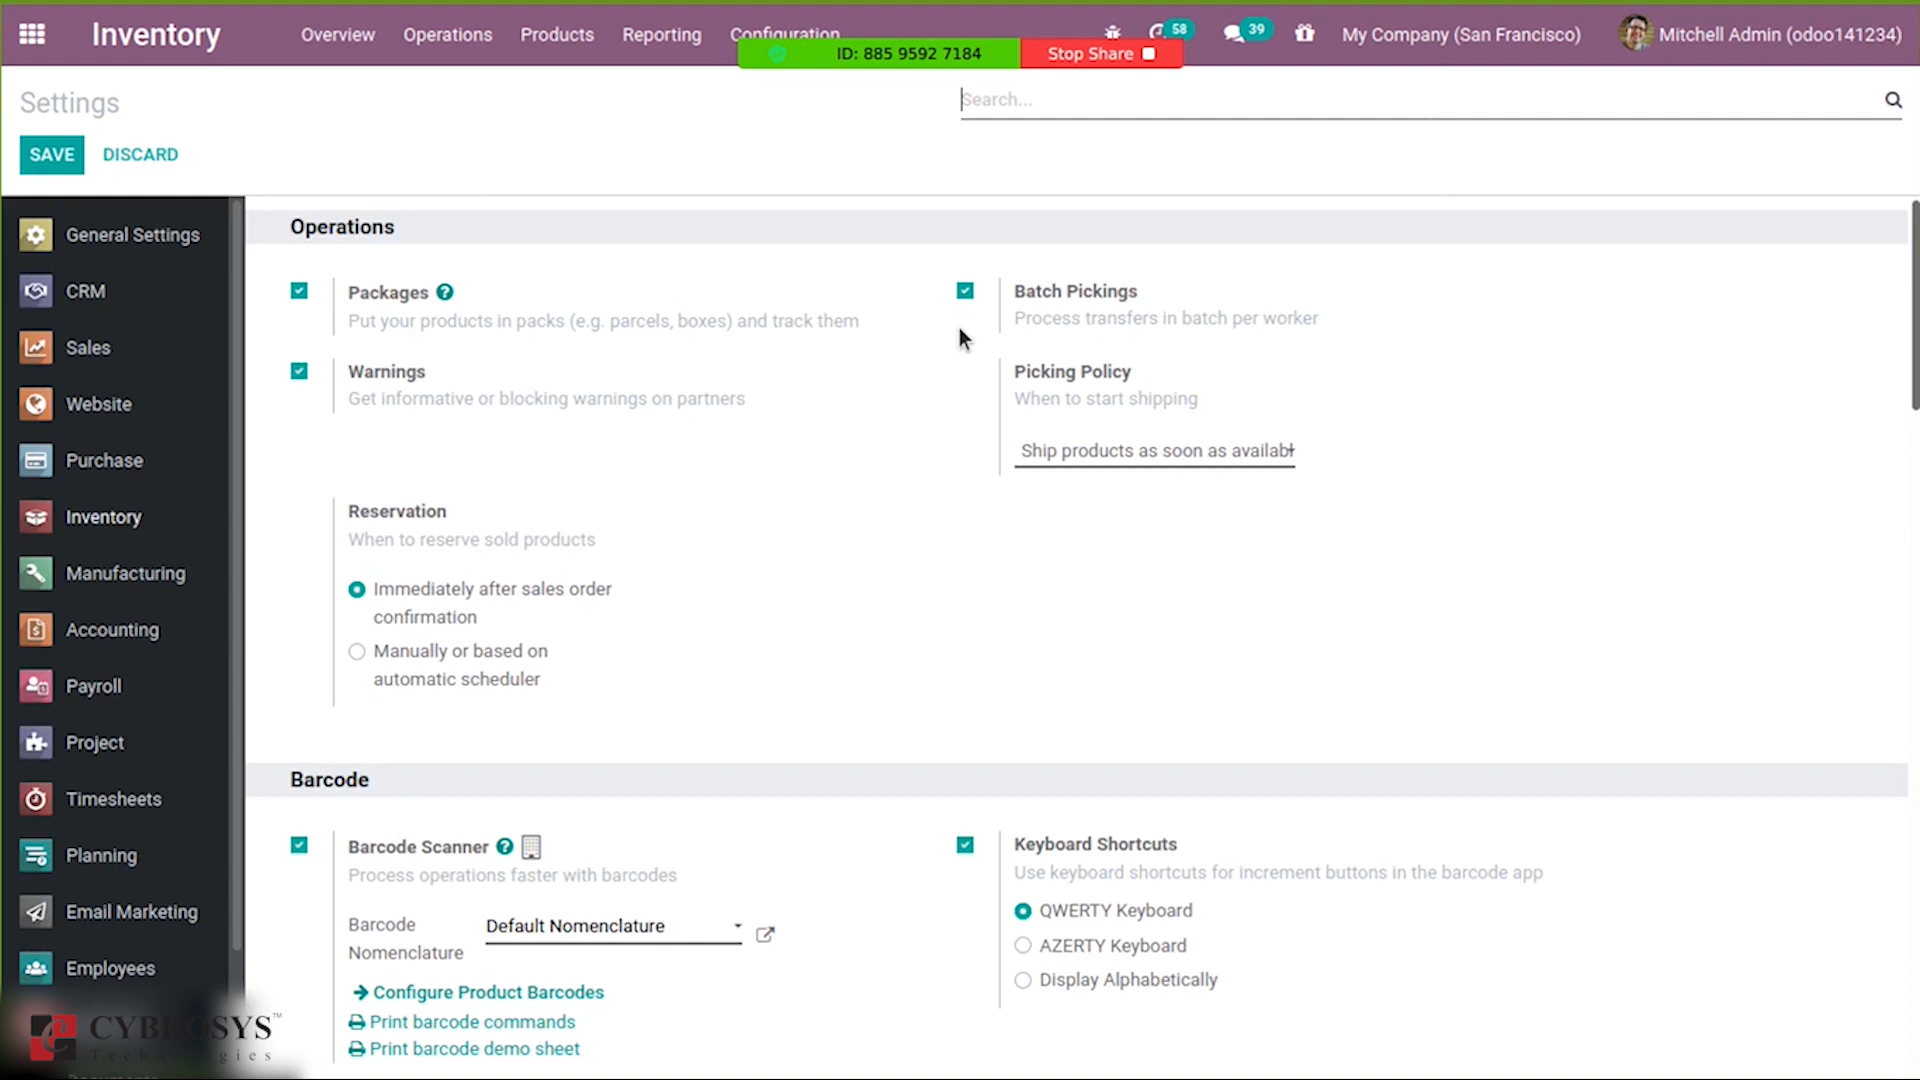 Inventory
Overview
Operations
Products
Reporting
Configuration
58
39
My Company (San Francisco)
Mitchell Admin (odoo141234)
ID: 885 9592 7184
Stop Share
Settings
Search...
SAVE
DISCARD
General Settings
CRM
Sales
Website
Purchase
Inventory
Manufacturing
Accounting
Payroll
Project
Timesheets
Planning
Email Marketing
Employees
Operations
Packages
Put your products in packs (e.g. parcels, boxes) and track them
Batch Pickings
Process transfers in batch per worker
Warnings
Get informative or blocking warnings on partners
Picking Policy
When to start shipping
Ship products as soon as availabl
Reservation
When to reserve sold products
Immediately after sales order
confirmation
Manually or based on
automatic scheduler
Barcode
Barcode Scanner
Process operations faster with barcodes
Barcode
Nomenclature
Default Nomenclature
Configure Product Barcodes
Print barcode commands
Print barcode demo sheet
Keyboard Shortcuts
Use keyboard shortcuts for increment buttons in the barcode app
QWERTY Keyboard
AZERTY Keyboard
Display Alphabetically
CYBROSYS™
Technologies